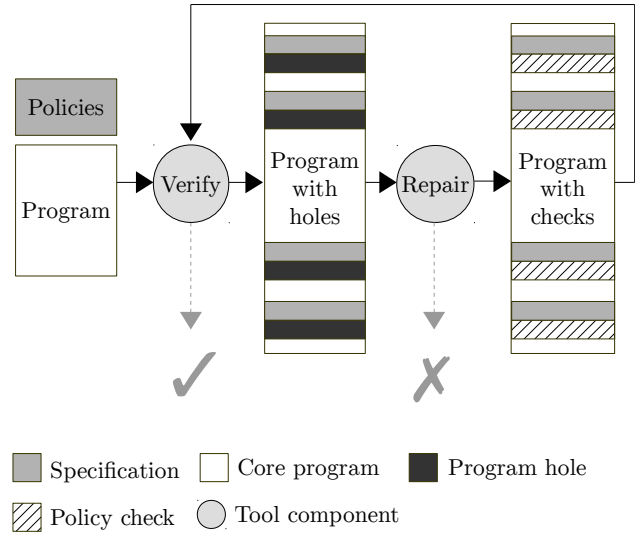 Policies
Program
Verify
Program
with
holes
Repair
Program
with
checks
Specification
Core program
Program hole
Policy check
Tool component